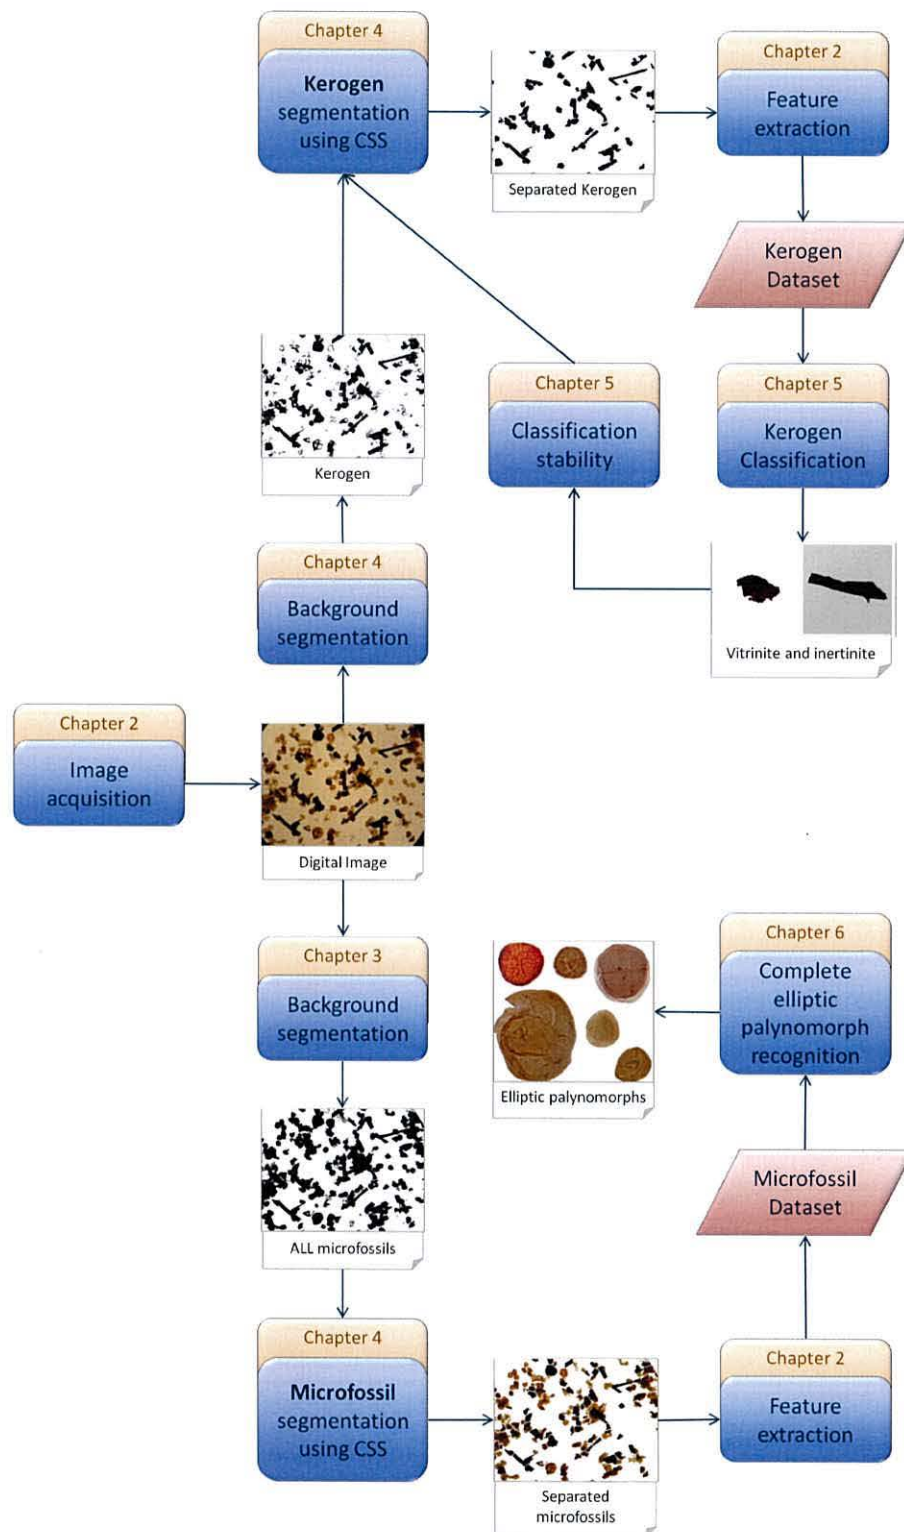 Chapter 4
Kerogen
segmentation
using CSS
Separated Kerogen
Chapter 2
Feature
extraction
Kerogen
Dataset
Kerogen
Chapter 5
Classification
stability
Chapter 5
Kerogen
Classification
Vitrinite and inertinite
Chapter 4
Background
segmentation
Chapter 2
Image
acquisition
Digital Image
Chapter 3
Background
segmentation
ALL microfossils
Chapter 4
Microfossil
segmentation
using CSS
Separated
microfossils
Chapter 2
Feature
extraction
Microfossil
Dataset
Chapter 6
Complete
elliptic
palynomorph
recognition
Elliptic palynomorphs